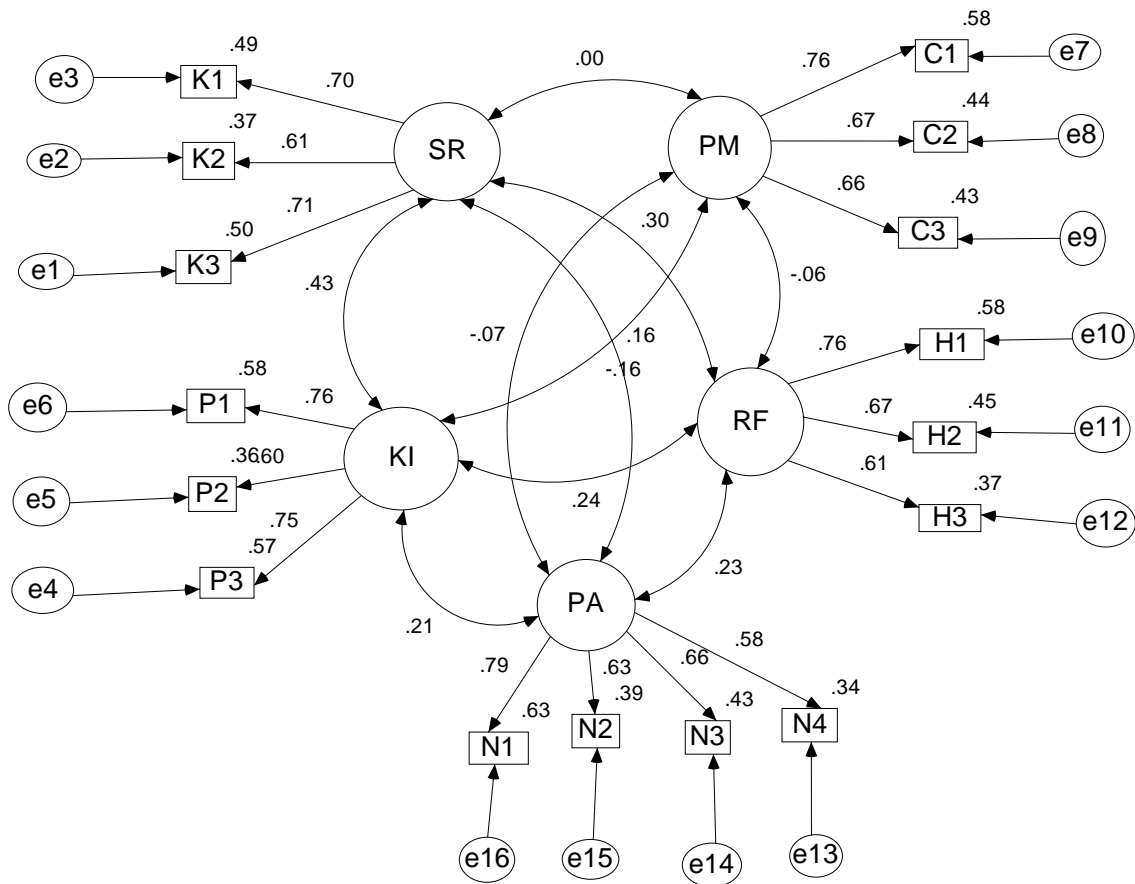 .58
.49
.00
.76
C1
e7
e3
K1
.70
.44
.37
.67
C2
e8
e2
K2
.61
SR
PM
.66
.43
.71
.30
C3
e9
.50
e1
K3
.43
-.06
.58
-.07
.16
.76
H1
e10
.58
-.16
e6
P1
.76
.67
.45
RF
H2
e11
.36
.60
KI
.61
.37
e5
P2
.24
H3
e12
.75
.57
e4
P3
.23
PA
.21
.58
.79
.63
.66
.39
.43
.34
.63
N1
N2
N3
N4
e16
e15
e14
e13